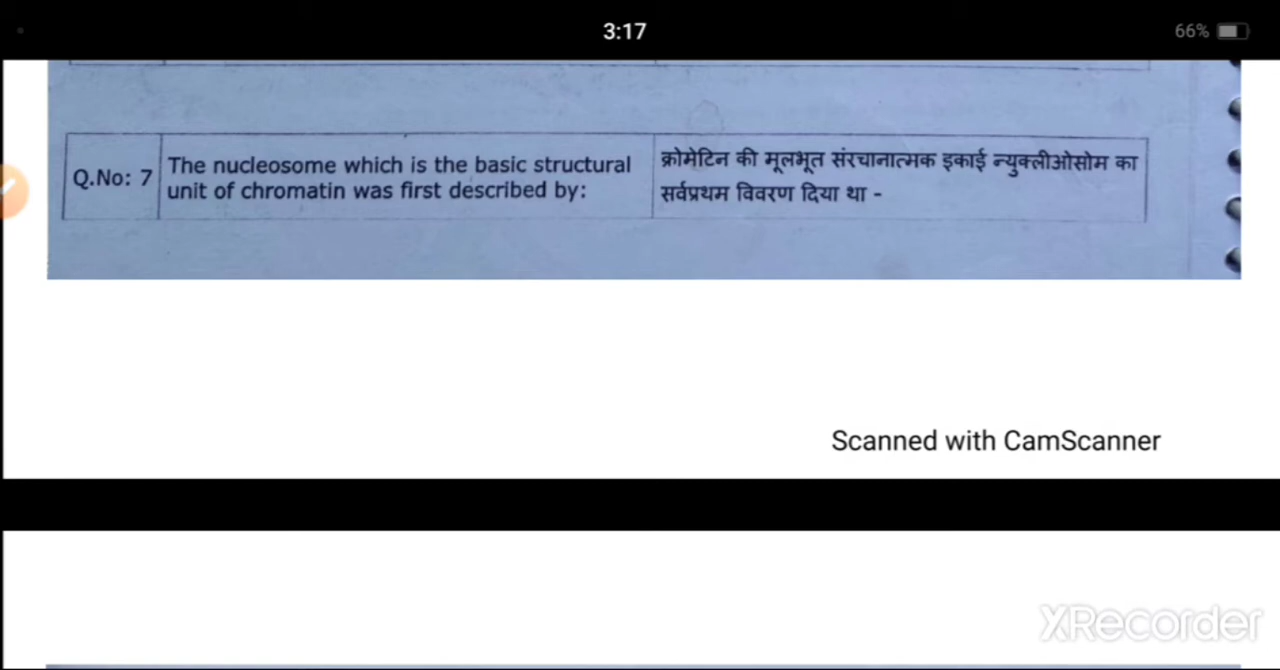 3:17
66%
Q.No: 7
The nucleosome which is the basic structural
unit of chromatin was first described by:
क्रोमेटिन की मूलभूत संरचानात्मक इकाई न्युक्लीओसोम का
सर्वप्रथम विवरण दिया था -
Scanned with CamScanner
XRecorder